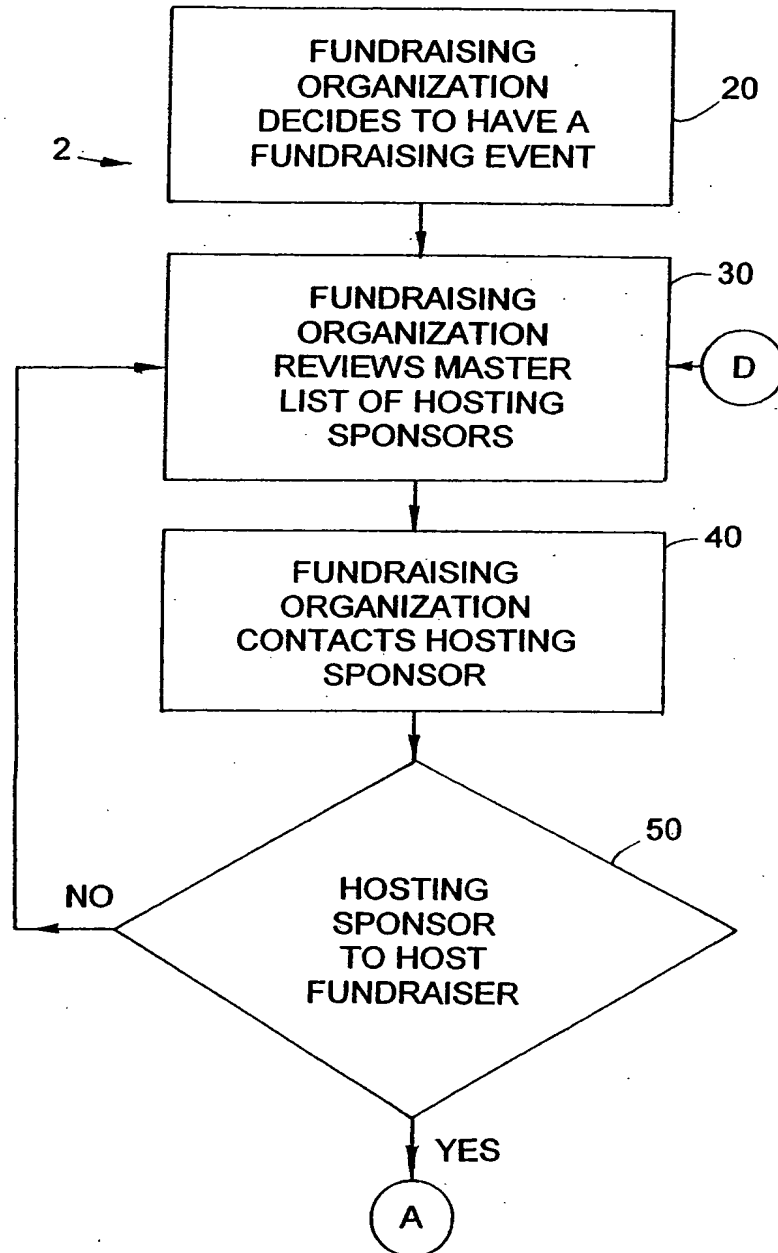 FUNDRAISING
ORGANIZATION
DECIDES TO HAVE A
FUNDRAISING EVENT
20
2
30
FUNDRAISING
ORGANIZATION
REVIEWS MASTER
LIST OF HOSTING
SPONSORS
D
40
FUNDRAISING
ORGANIZATION
CONTACTS HOSTING
SPONSOR
50
NO
HOSTING
SPONSOR
TO HOST
FUNDRAISER
YES
A